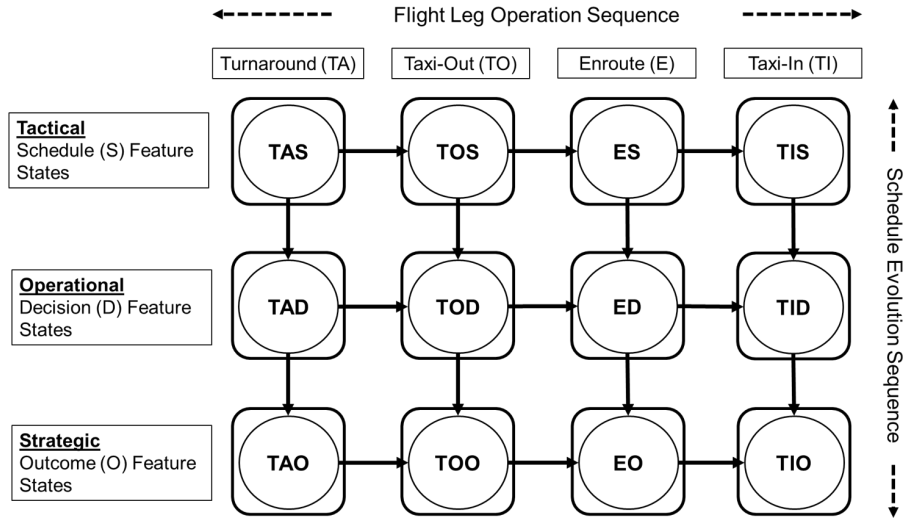 Flight Leg Operation Sequence
Turnaround (TA)
Taxi-Out (TO)
Enroute (E)
Taxi-In (TI)
Tactical
Schedule (S) Feature
States
TAS
TOS
ES
TIS
Operational
Decision (D) Feature
States
TAD
TOD
ED
TID
Strategic
Outcome (O) Feature
States
TAO
TOO
EO
TIO
Schedule Evolution Sequence